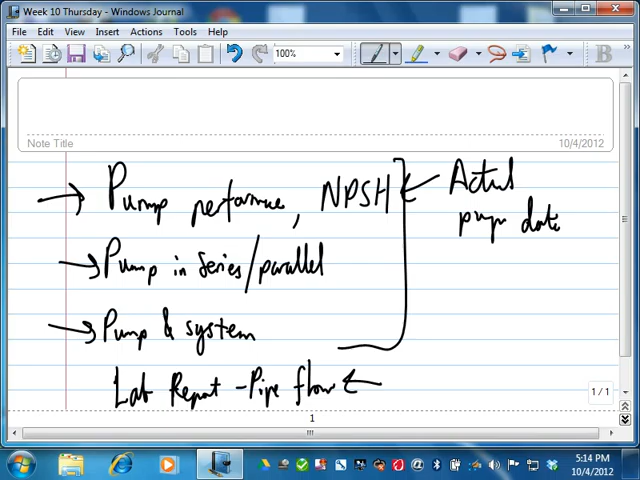 Week 10 Thursday - Windows Journal
File Edit View Insert Actions Tools Help
100% B
Note Title 10/4/2012
Pump performance, NPSH
Actual
pump data
Pump in Series/parallel
Pump & system
Lab Report - Pipe flow
1 / 1
1
5:14 PM
10/4/2012